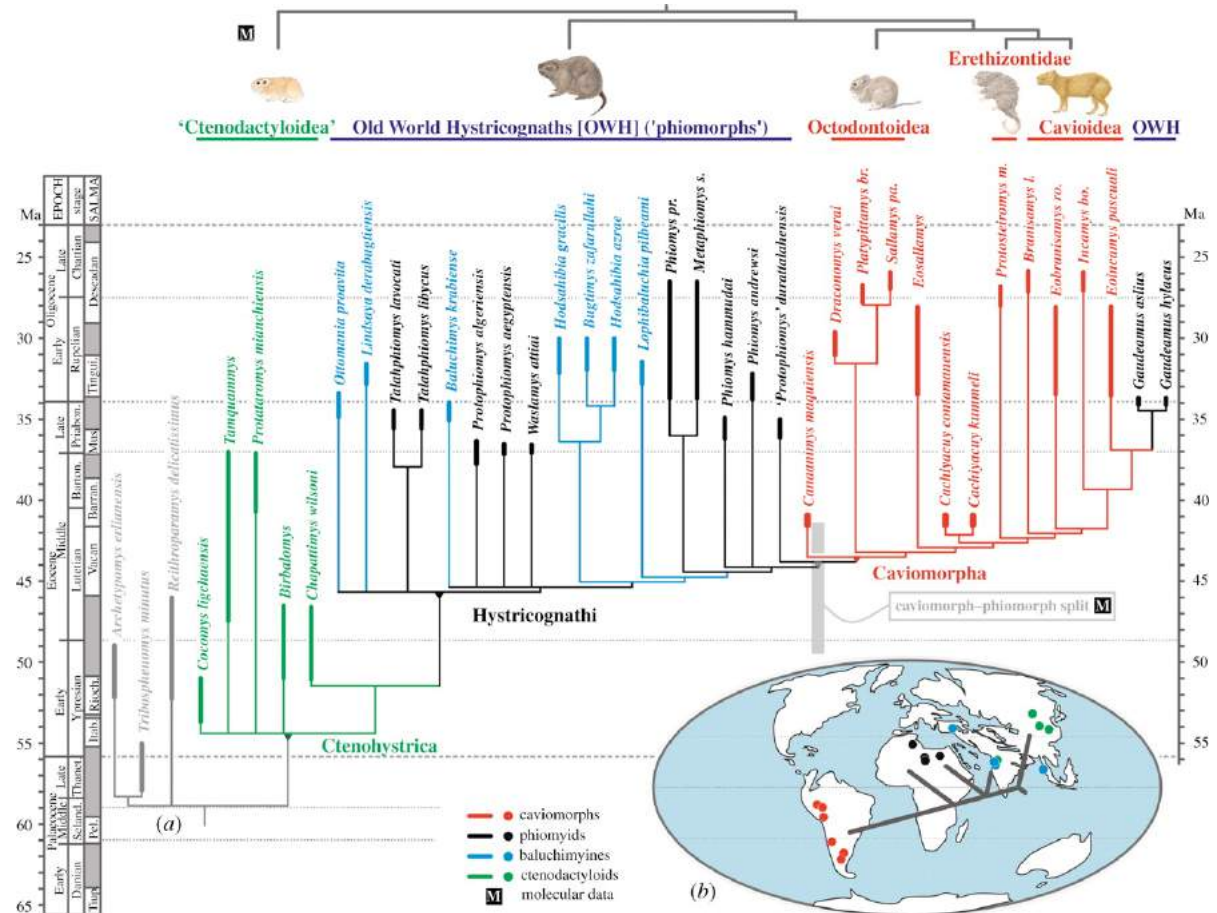 M
Erethizontidae
'Ctenodactyloidea'
Old World Hystricognaths [OWH] ('phiomorphs')
Octodontoidea
Cavioidea
OWH
Ma
EPOCH
stage
SALMA
Ma
Oligocene
Late
Early
Chattian
Rupelian
Deseadan
Tingui.
Eocene
Late
Middle
Early
Priabon.
Barton.
Lutetian
Ypresian
Mus
Barran.
Vacan
Rioch.
Itab.
Palaeocene
Late
Middle
Early
Thanet
Seland.
Danian
Pel.
Tiup.
25
30
35
40
45
50
55
60
65
25
30
35
40
45
50
55
Archetypomys erlianensis
Tribosphenomys minutus
Reithroparamys delicatissimus
Cocomys lingchaensis
Tamquammys
Protataromys mianchiensis
Birbalomys
Chapattimys wilsoni
Ottomania proavita
Lindsaya derabugtiensis
Talahphiomys lavocati
Talahphiomys libycus
Baluchimys krabiense
Protophiomys algeriensis
Protophiomys aegyptensis
Waslamys attiai
Hodsahibia gracilis
Bugtimys zafarullahi
Hodsahibia azrae
Lophibaluchia pilbeami
Phiomys pr.
Metaphiomys s.
Phiomys hammudai
Phiomys andrewsi
'Protophiomys' durattalahensis
Canaanimys maquiensis
Draconomys verai
Platypittamys br.
Sallamys pa.
Eosallamys
Cachiyacuy contamanensis
Cachiyacuy kummeli
Protosteiromys m.
Branisamys l.
Eobranisamys ro.
Incamys bo.
Eoincamys pascuali
Gaudeamus aslius
Gaudeamus hylaeus
Hystricognathi
Caviomorpha
caviomorph–phiomorph split M
Ctenohystrica
(a)
caviomorphs
phiomyids
baluchimyines
ctenodactyloids
M molecular data
(b)